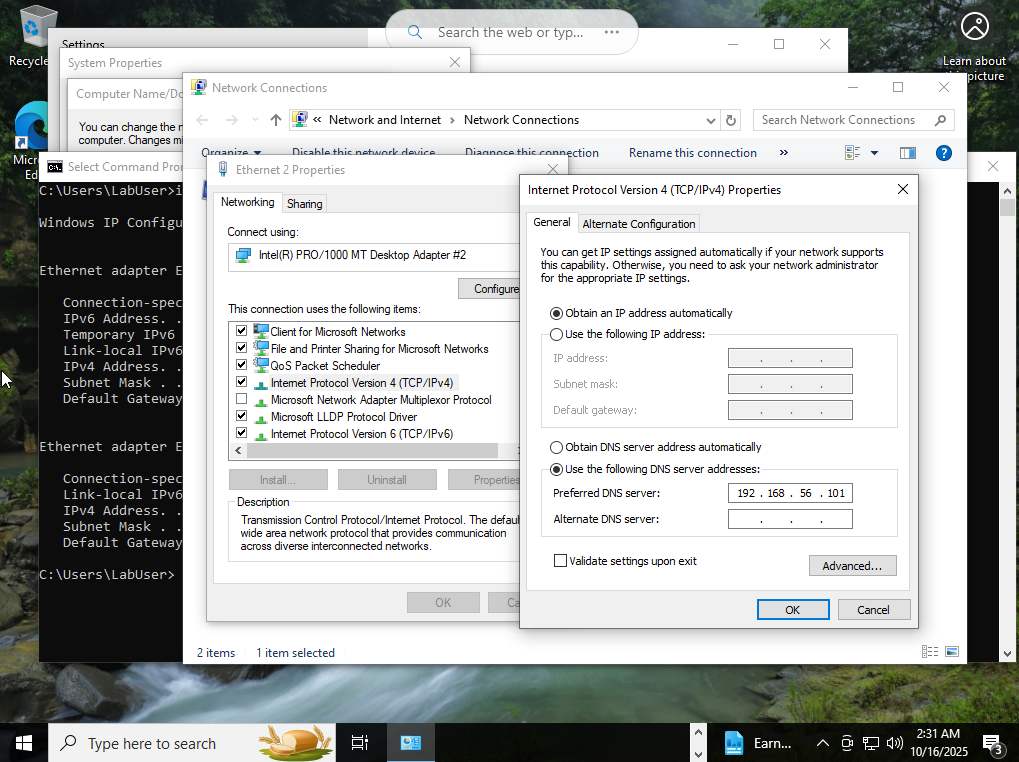 Recycle
Settings
Search the web or typ...
Learn about
this picture
System Properties
Computer Name/Do
You can change the n
computer. Changes mi
Network Connections
Network and Internet > Network Connections
Search Network Connections
Organize
Disable this network device
Diagnose this connection
Rename this connection
Micr
Ed
Select Command Pro
C:\Users\LabUser>i
Windows IP Configu
Ethernet adapter E
Connection-spec
IPv6 Address. .
Temporary IPv6
Link-local IPv6
IPv4 Address. .
Subnet Mask . .
Default Gateway
Ethernet adapter E
Connection-spec
Link-local IPv6
IPv4 Address. .
Subnet Mask . .
Default Gateway
C:\Users\LabUser>
Ethernet 2 Properties
Networking
Sharing
Connect using:
Intel(R) PRO/1000 MT Desktop Adapter #2
Configure
This connection uses the following items:
Client for Microsoft Networks
File and Printer Sharing for Microsoft Networks
QoS Packet Scheduler
Internet Protocol Version 4 (TCP/IPv4)
Microsoft Network Adapter Multiplexor Protocol
Microsoft LLDP Protocol Driver
Internet Protocol Version 6 (TCP/IPv6)
Install...
Uninstall
Properties
Description
Transmission Control Protocol/Internet Protocol. The defaul
wide area network protocol that provides communication
across diverse interconnected networks.
OK
Ca
Internet Protocol Version 4 (TCP/IPv4) Properties
General
Alternate Configuration
You can get IP settings assigned automatically if your network supports
this capability. Otherwise, you need to ask your network administrator
for the appropriate IP settings.
Obtain an IP address automatically
Use the following IP address:
IP address:
Subnet mask:
Default gateway:
Obtain DNS server address automatically
Use the following DNS server addresses:
Preferred DNS server: 192 . 168 . 56 . 101
Alternate DNS server:
Validate settings upon exit
Advanced...
OK
Cancel
2 items
1 item selected
Type here to search
Earn...
2:31 AM
10/16/2025
3